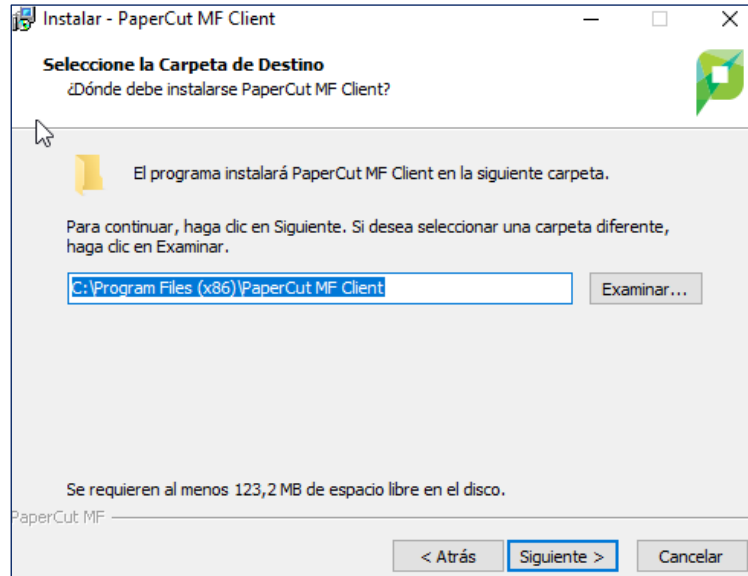 Instalar - PaperCut MF Client
Seleccione la Carpeta de Destino
¿Dónde debe instalarse PaperCut MF Client?
El programa instalará PaperCut MF Client en la siguiente carpeta.
Para continuar, haga clic en Siguiente. Si desea seleccionar una carpeta diferente,
haga clic en Examinar.
C:\Program Files (x86)\PaperCut MF Client
Examinar...
Se requieren al menos 123,2 MB de espacio libre en el disco.
PaperCut MF
< Atrás
Siguiente >
Cancelar